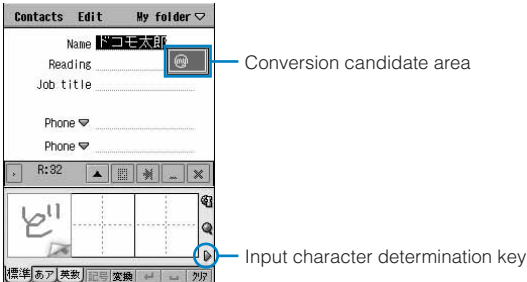 Contacts Edit My folder
Name ドコモ太郎
Conversion candidate area
Reading
Job title
Phone
Phone
R:32
ど
Input character determination key
標準 あア 英数 記号 変換 クリア